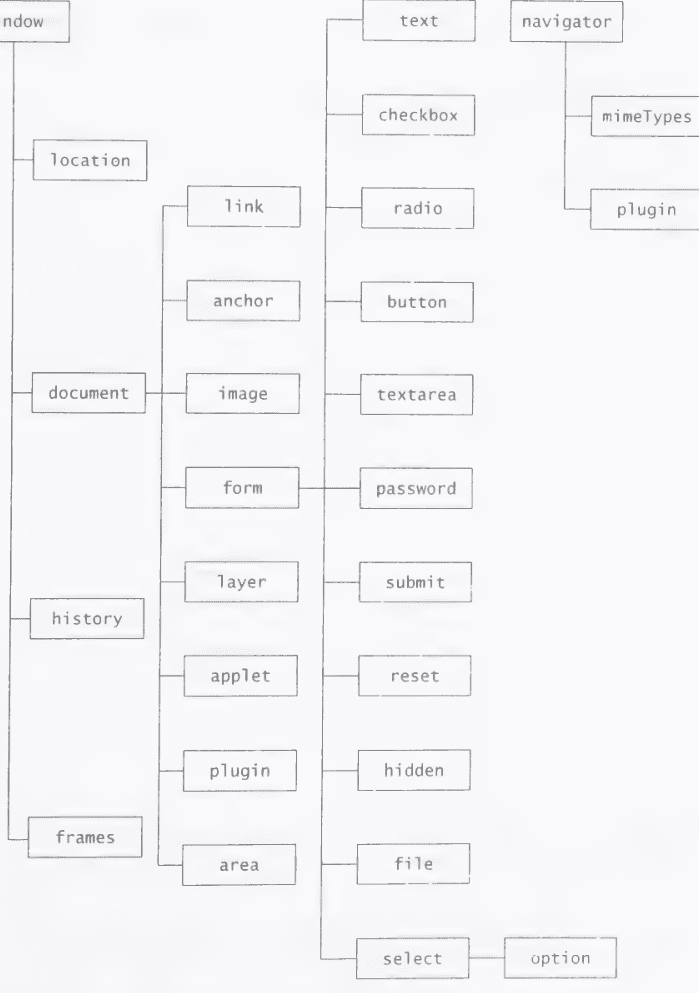 ndow
location
document
history
frames
link
anchor
image
form
layer
applet
plugin
area
text
checkbox
radio
button
textarea
password
submit
reset
hidden
file
select
option
navigator
mimeTypes
plugin